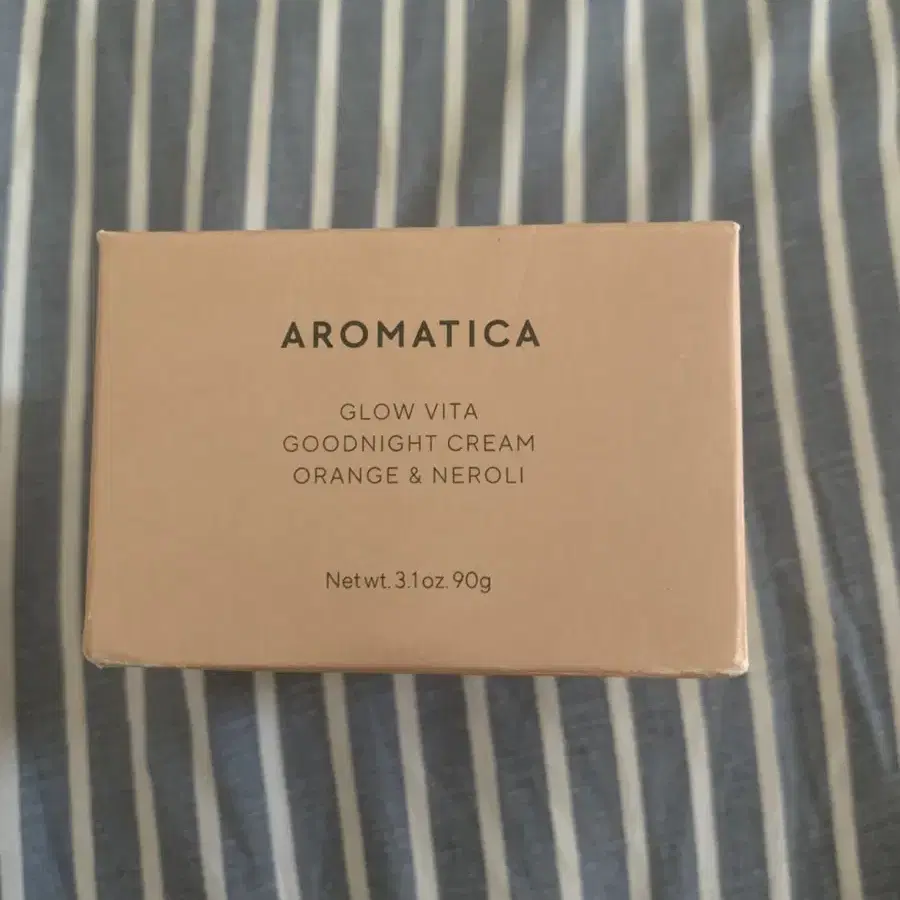 AROMATICA
GLOW VITA
GOODNIGHT CREAM
ORANGE & NEROLI
Net wt. 3.1 oz. 90g